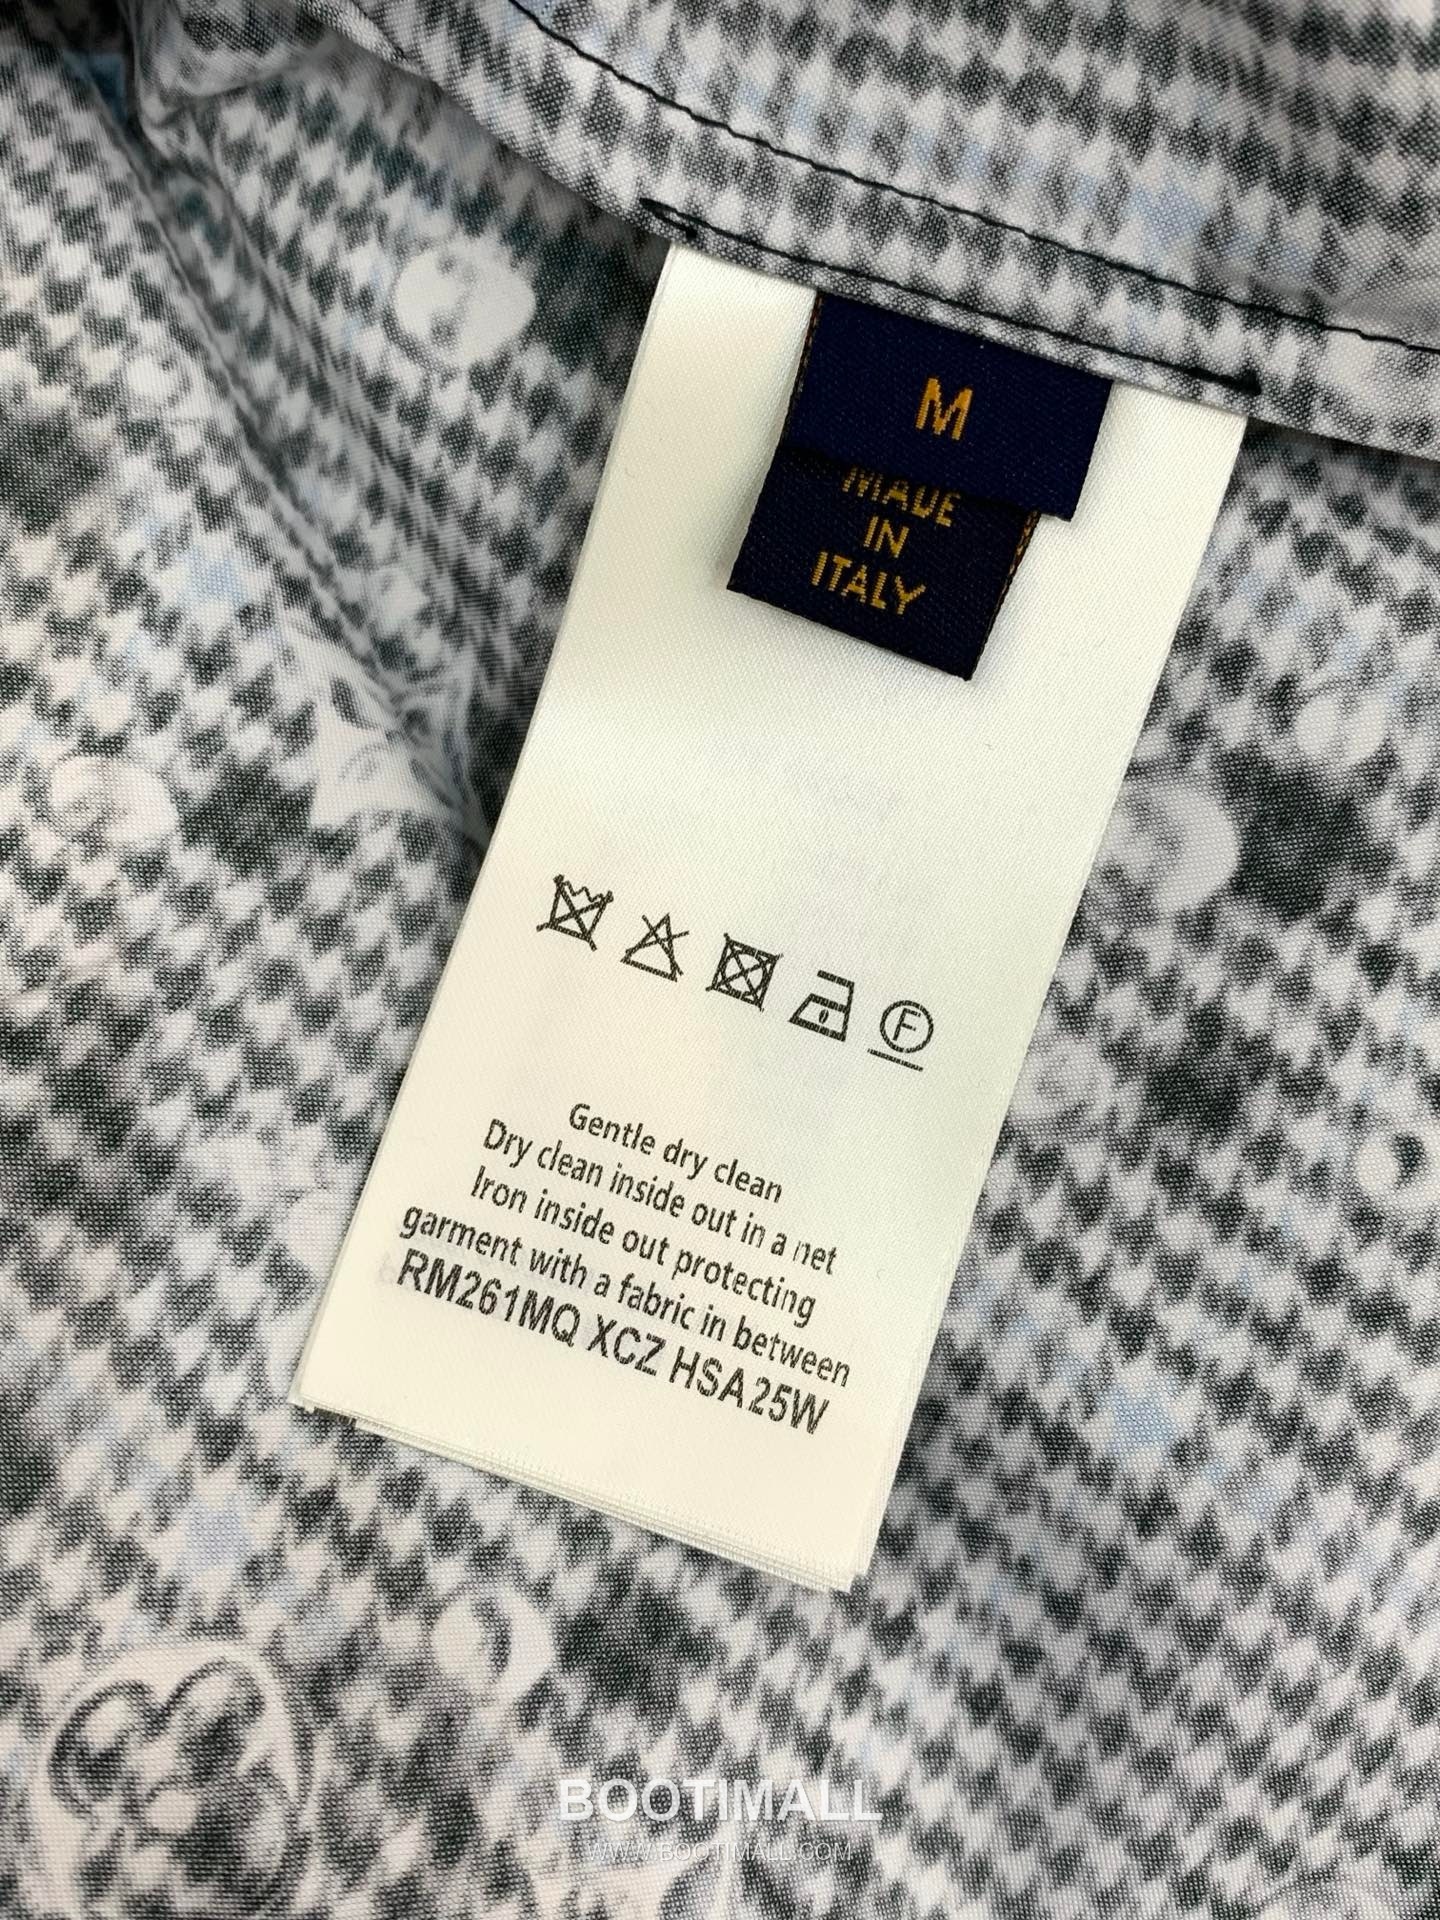 M
MADE
IN
ITALY
F
Gentle dry clean
Dry clean inside out in a net
Iron inside out protecting
garment with a fabric in between
RM261MQ XCZ HSA25W
BOOTIMALL
WWW.BOOTIMALL.COM